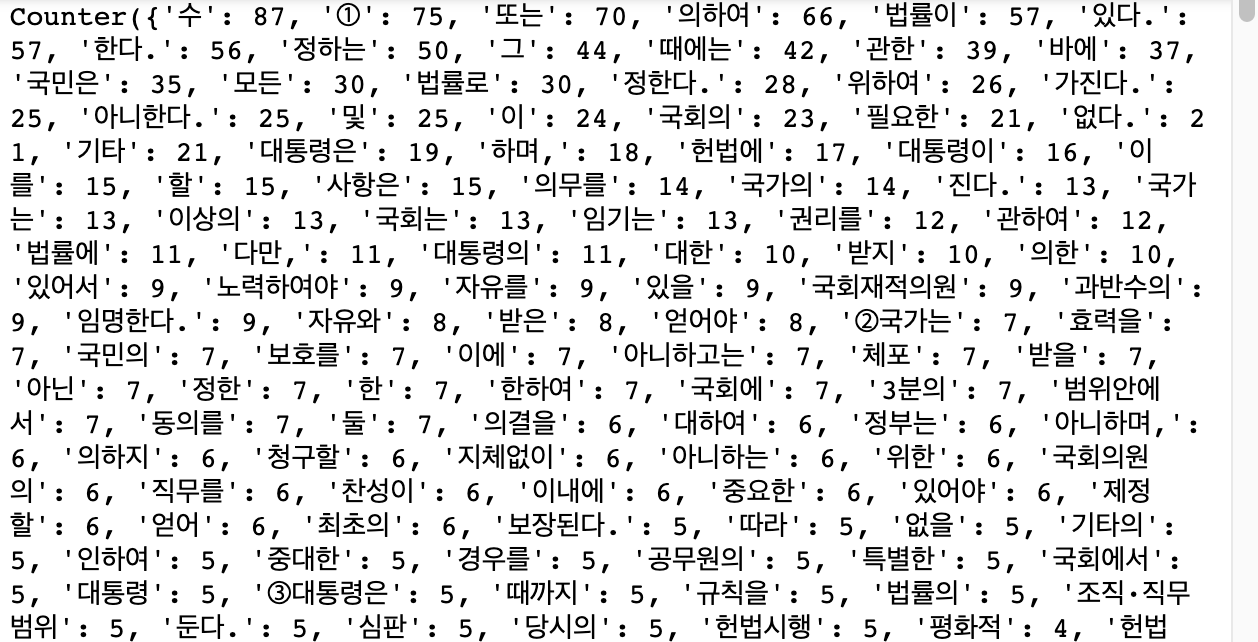 Counter({'수': 87, '①': 75, '또는': 70, '의하여': 66, '법률이': 57, '있다.':
57, '한다.': 56, '정하는': 50, '그': 44, '때에는': 42, '관한': 39, '바에': 37,
'국민은': 35, '모든': 30, '법률로': 30, '정한다.': 28, '위하여': 26, '가진다.':
25, '아니한다.': 25, '및': 25, '이': 24, '국회의': 23, '필요한': 21, '없다.': 2
1, '기타': 21, '대통령은': 19, '하며,': 18, '헌법에': 17, '대통령이': 16, '이
를': 15, '할': 15, '사항은': 15, '의무를': 14, '국가의': 14, '진다.': 13, '국가
는': 13, '이상의': 13, '국회는': 13, '임기는': 13, '권리를': 12, '관하여': 12,
'법률에': 11, '다만,': 11, '대통령의': 11, '대한': 10, '받지': 10, '의한': 10,
'있어서': 9, '노력하여야': 9, '자유를': 9, '있을': 9, '국회재적의원': 9, '과반수의':
9, '임명한다.': 9, '자유와': 8, '받은': 8, '얻어야': 8, '②국가는': 7, '효력을':
7, '국민의': 7, '보호를': 7, '이에': 7, '아니하고는': 7, '체포': 7, '받을': 7,
'아닌': 7, '정한': 7, '한': 7, '한하여': 7, '국회에': 7, '3분의': 7, '범위안에
서': 7, '동의를': 7, '둘': 7, '의결을': 6, '대하여': 6, '정부는': 6, '아니하며,':
6, '의하지': 6, '청구할': 6, '지체없이': 6, '아니하는': 6, '위한': 6, '국회의원
의': 6, '직무를': 6, '찬성이': 6, '이내에': 6, '중요한': 6, '있어야': 6, '제정
할': 6, '얻어': 6, '최초의': 6, '보장된다.': 5, '따라': 5, '없을': 5, '기타의':
5, '인하여': 5, '중대한': 5, '경우를': 5, '공무원의': 5, '특별한': 5, '국회에서':
5, '대통령': 5, '③대통령은': 5, '때까지': 5, '규칙을': 5, '법률의': 5, '조직·직무
범위': 5, '둔다.': 5, '심판': 5, '당시의': 5, '헌법시행': 5, '평화적': 4, '헌법